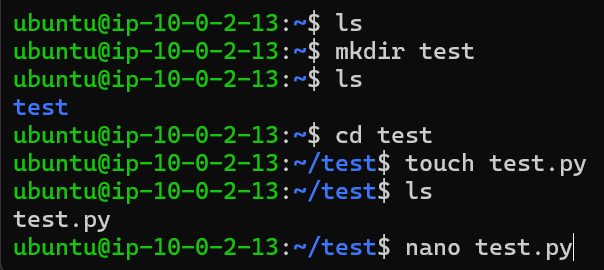 ubuntu@ip-10-0-2-13:~$ ls
ubuntu@ip-10-0-2-13:~$ mkdir test
ubuntu@ip-10-0-2-13:~$ ls
test
ubuntu@ip-10-0-2-13:~$ cd test
ubuntu@ip-10-0-2-13:~/test$ touch test.py
ubuntu@ip-10-0-2-13:~/test$ ls
test.py
ubuntu@ip-10-0-2-13:~/test$ nano test.py